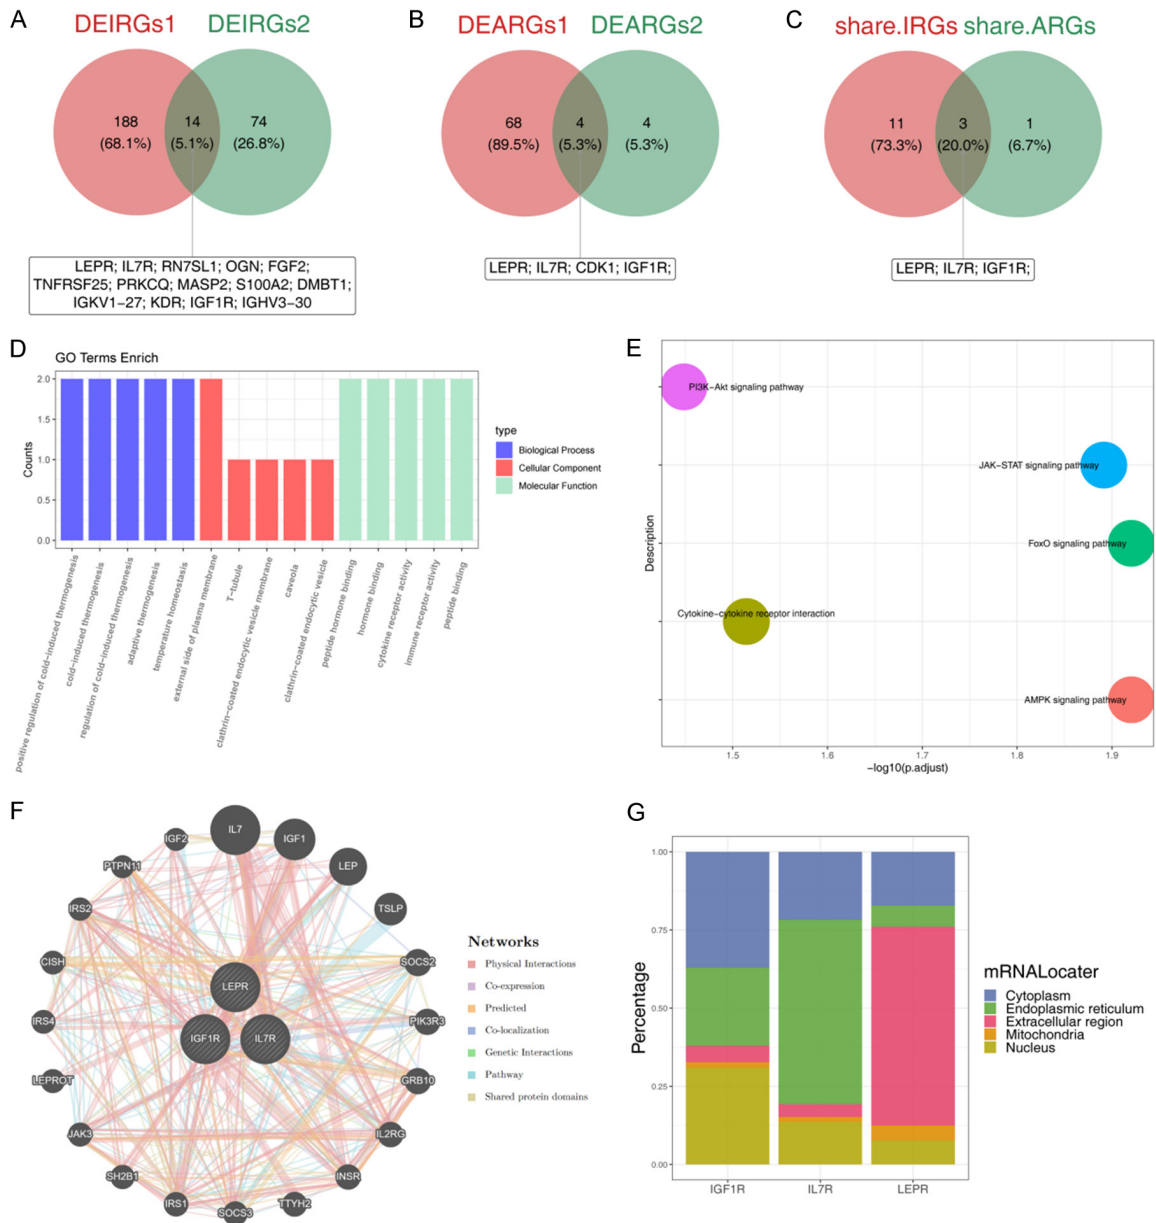 A
DEIRGs1 DEIRGs2
188
(68.1%)
14
(5.1%)
74
(26.8%)
LEPR; IL7R; RN7SL1; OGN; FGF2;
TNFRSF25; PRKCQ; MASP2; S100A2; DMBT1;
IGKV1−27; KDR; IGF1R; IGHV3−30
B
DEARGs1 DEARGs2
68
(89.5%)
4
(5.3%)
4
(5.3%)
LEPR; IL7R; CDK1; IGF1R;
C
share.IRGs share.ARGs
11
(73.3%)
3
(20.0%)
1
(6.7%)
LEPR; IL7R; IGF1R;
D
GO Terms Enrich
Counts
2.0
1.5
1.0
0.5
0.0
positive regulation of cold−induced thermogenesis
cold−induced thermogenesis
regulation of cold−induced thermogenesis
adaptive thermogenesis
temperature homeostasis
external side of plasma membrane
T−tubule
clathrin−coated endocytic vesicle membrane
caveola
clathrin−coated endocytic vesicle
peptide hormone binding
hormone binding
cytokine receptor activity
immune receptor activity
peptide binding
type
Biological Process
Cellular Component
Molecular Function
E
Description
PI3K−Akt signaling pathway
JAK−STAT signaling pathway
FoxO signaling pathway
Cytokine−cytokine receptor interaction
AMPK signaling pathway
1.5
1.6
1.7
1.8
1.9
−log10(p.adjust)
F
IL7
IGF1
LEP
TSLP
SOCS2
PIK3R3
GRB10
IL2RG
INSR
TTYH2
SOCS3
IRS1
SH2B1
JAK3
LEPROT
IRS4
CISH
IRS2
PTPN11
IGF2
LEPR
IGF1R
IL7R
Networks
Physical Interactions
Co-expression
Predicted
Co-localization
Genetic Interactions
Pathway
Shared protein domains
G
Percentage
1.00
0.75
0.50
0.25
0.00
IGF1R
IL7R
LEPR
mRNALocater
Cytoplasm
Endoplasmic reticulum
Extracellular region
Mitochondria
Nucleus